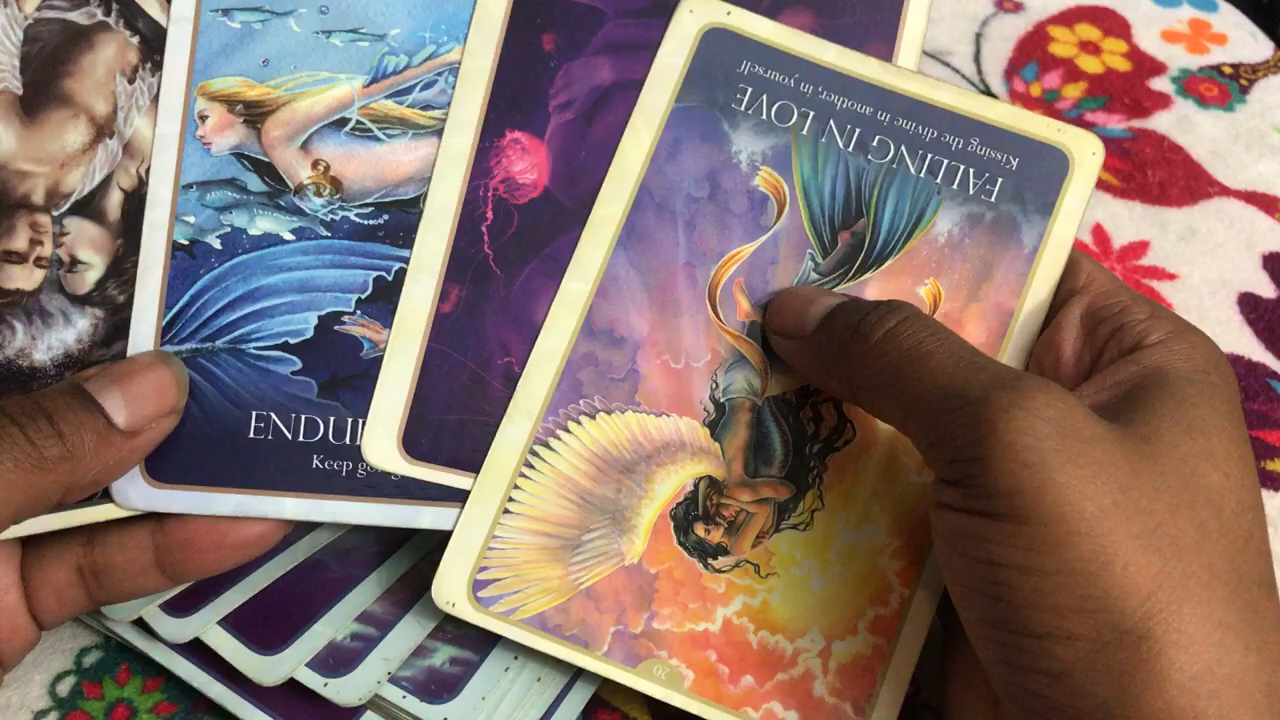 FALLING IN LOVE
Kissing the divine in another, in yourself
20
ENDU
Keep go